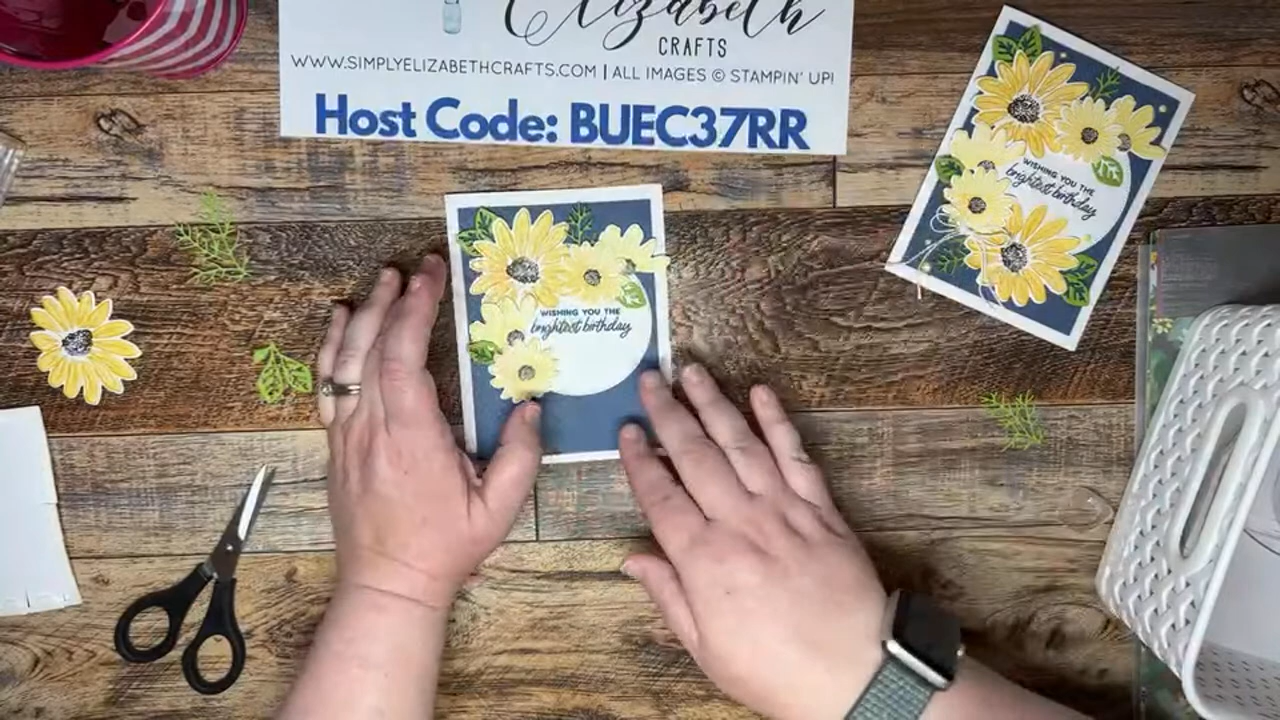 Elizabeth
CRAFTS
WWW.SIMPLYELIZABETHCRAFTS.COM | ALL IMAGES © STAMPIN' UP!
Host Code: BUEC37RR
WISHING YOU THE
brightest birthday
WISHING YOU THE
brightest birthday